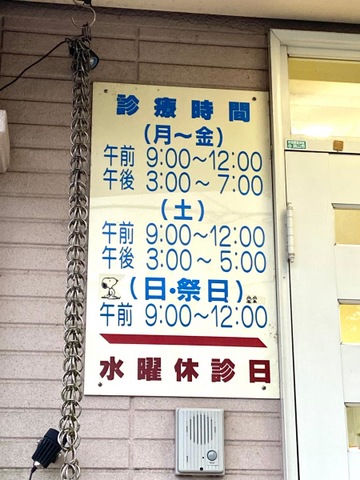 診療時間
(月～金)
午前 9:00～12:00
午後 3:00～7:00
(土)
午前 9:00～12:00
午後 3:00～5:00
(日・祭日)
午前 9:00～12:00
水曜休診日